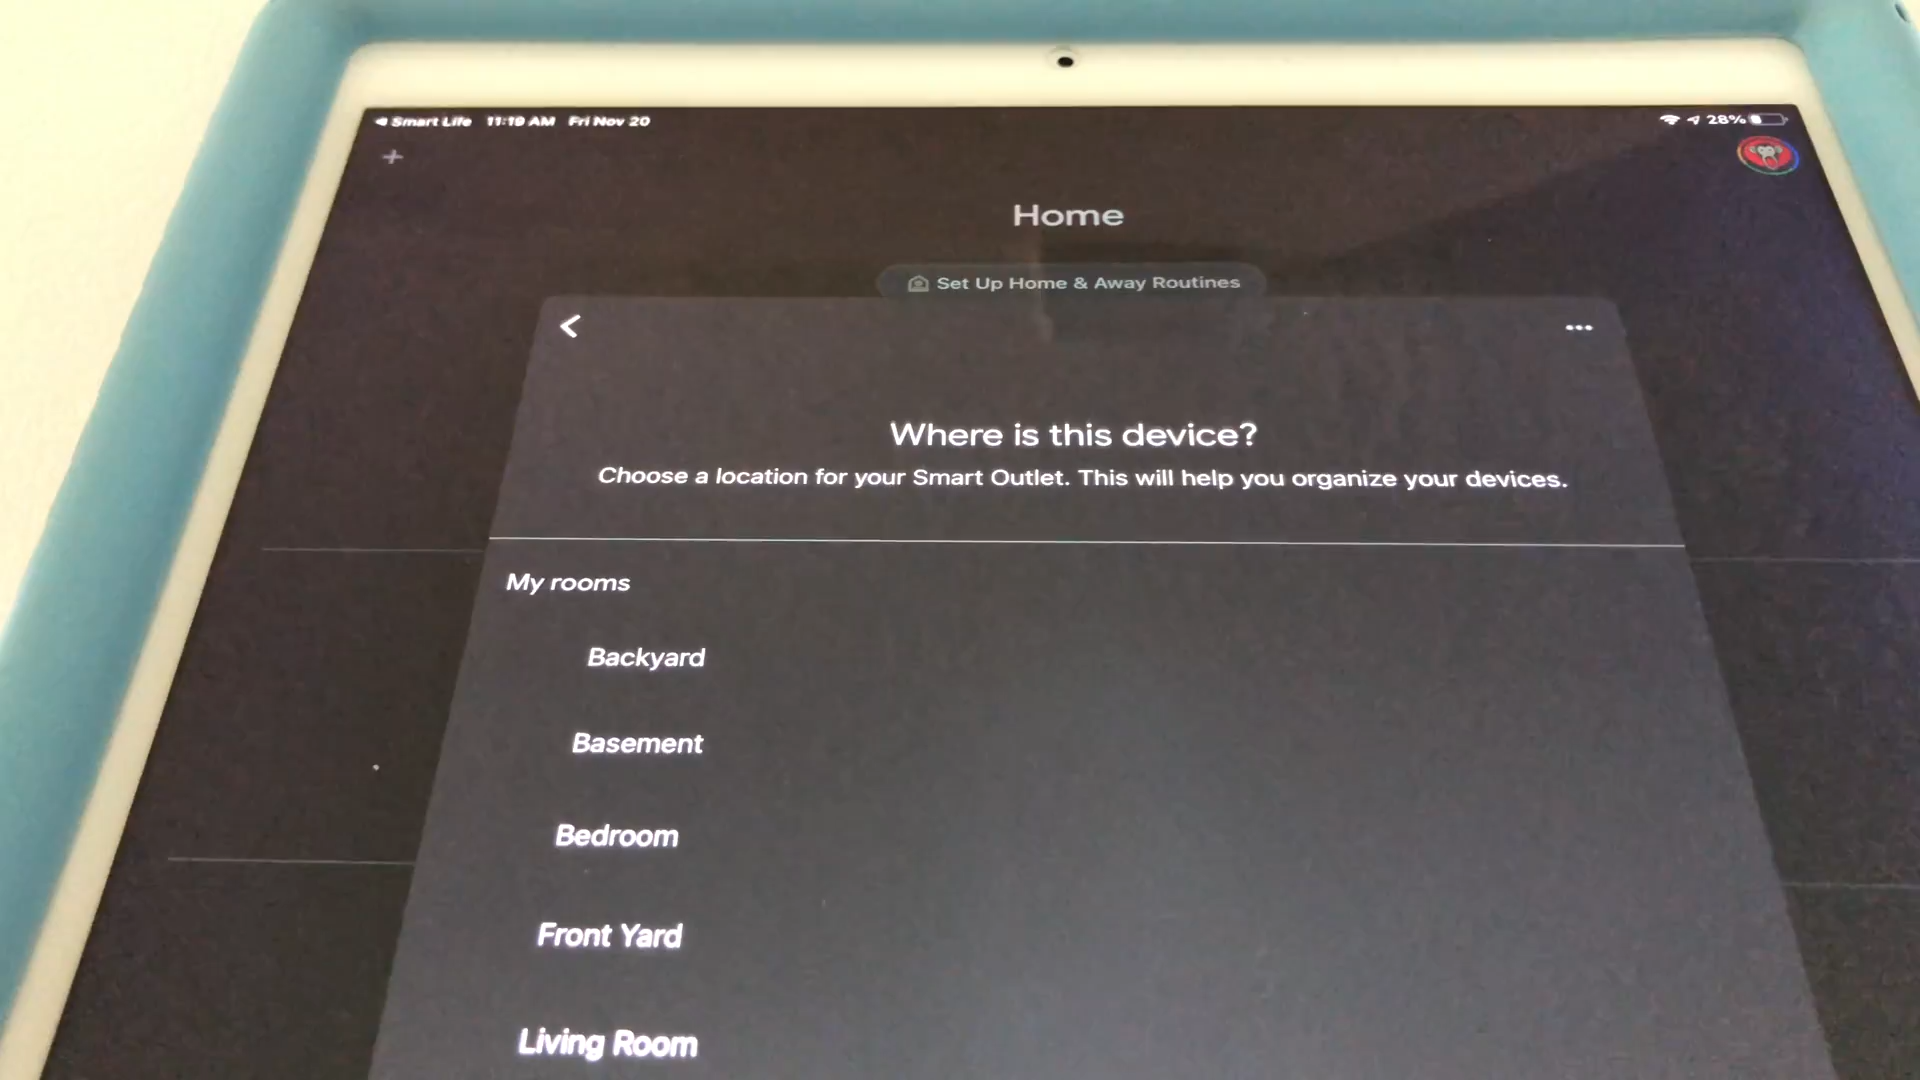 Smart Life 11:19 AM Fri Nov 20 28%
Home
Set Up Home & Away Routines
Where is this device?
Choose a location for your Smart Outlet. This will help you organize your devices.
My rooms
Backyard
Basement
Bedroom
Front Yard
Living Room